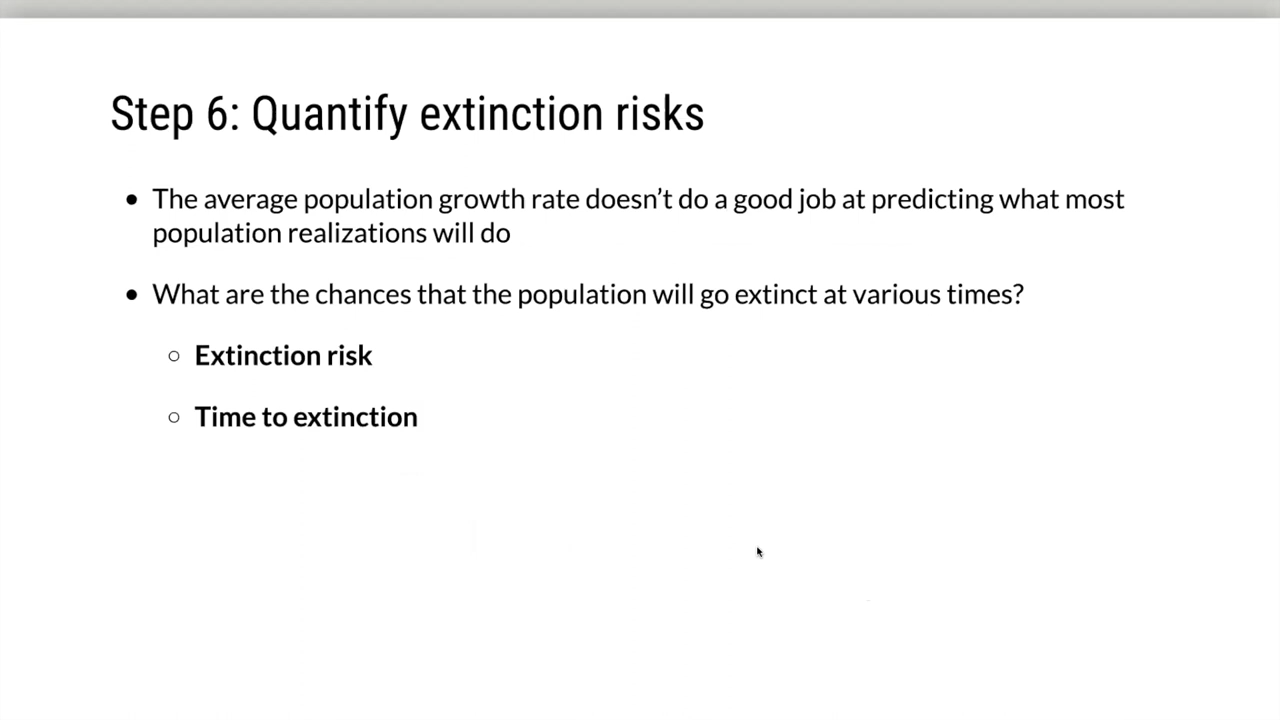 Step 6: Quantify extinction risks
• The average population growth rate doesn’t do a good job at predicting what most
population realizations will do
• What are the chances that the population will go extinct at various times?
○ Extinction risk
○ Time to extinction